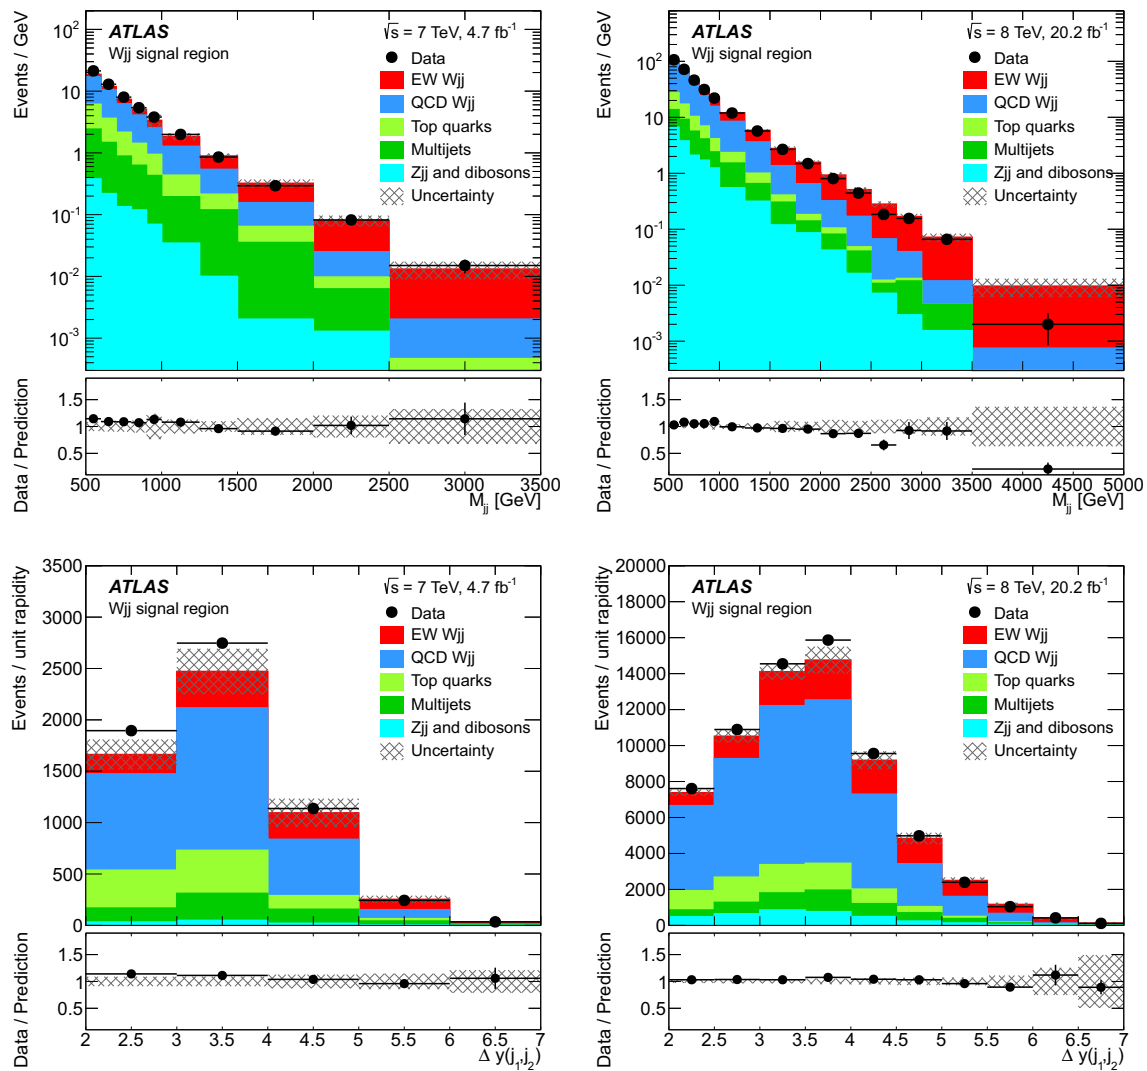 ATLAS
Wjj signal region
√s = 7 TeV, 4.7 fb⁻¹
Data
EW Wjj
QCD Wjj
Top quarks
Multijets
Zjj and dibosons
Uncertainty
Events / GeV
10²
10
1
10⁻¹
10⁻²
10⁻³
Data / Prediction
1.5
1
0.5
500 1000 1500 2000 2500 3000 3500
M_jj [GeV]
ATLAS
Wjj signal region
√s = 8 TeV, 20.2 fb⁻¹
Data
EW Wjj
QCD Wjj
Top quarks
Multijets
Zjj and dibosons
Uncertainty
Events / GeV
10²
10
1
10⁻¹
10⁻²
10⁻³
Data / Prediction
1.5
1
0.5
500 1000 1500 2000 2500 3000 3500 4000 4500 5000
M_jj [GeV]
ATLAS
Wjj signal region
√s = 7 TeV, 4.7 fb⁻¹
Data
EW Wjj
QCD Wjj
Top quarks
Multijets
Zjj and dibosons
Uncertainty
Events / unit rapidity
3500
3000
2500
2000
1500
1000
500
0
Data / Prediction
1.5
1
0.5
2 2.5 3 3.5 4 4.5 5 5.5 6 6.5 7
Δ y(j₁,j₂)
ATLAS
Wjj signal region
√s = 8 TeV, 20.2 fb⁻¹
Data
EW Wjj
QCD Wjj
Top quarks
Multijets
Zjj and dibosons
Uncertainty
Events / unit rapidity
20000
18000
16000
14000
12000
10000
8000
6000
4000
2000
0
Data / Prediction
1.5
1
0.5
2 2.5 3 3.5 4 4.5 5 5.5 6 6.5 7
Δ y(j₁,j₂)